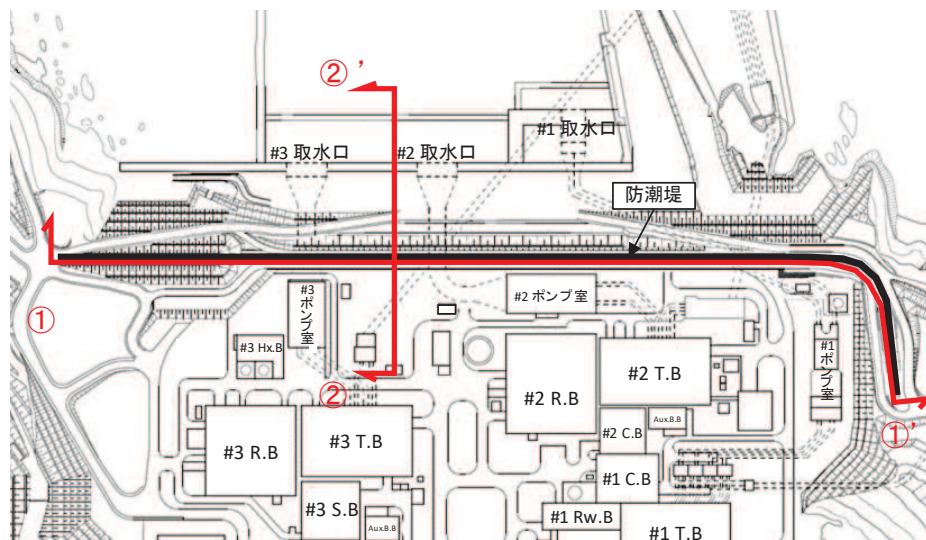 ②’
#1 取水口
#3 取水口
#2 取水口
防潮堤
①
#3
ポンプ室
#2 ポンプ室
#1
ポンプ室
#3 Hx.B
②
#2 R.B
#2 T.B
#3 R.B
#3 T.B
#2 C.B
Aux.B.B
①’
#1 C.B
#3 S.B
Aux.B.B
#1 Rw.B
#1 T.B